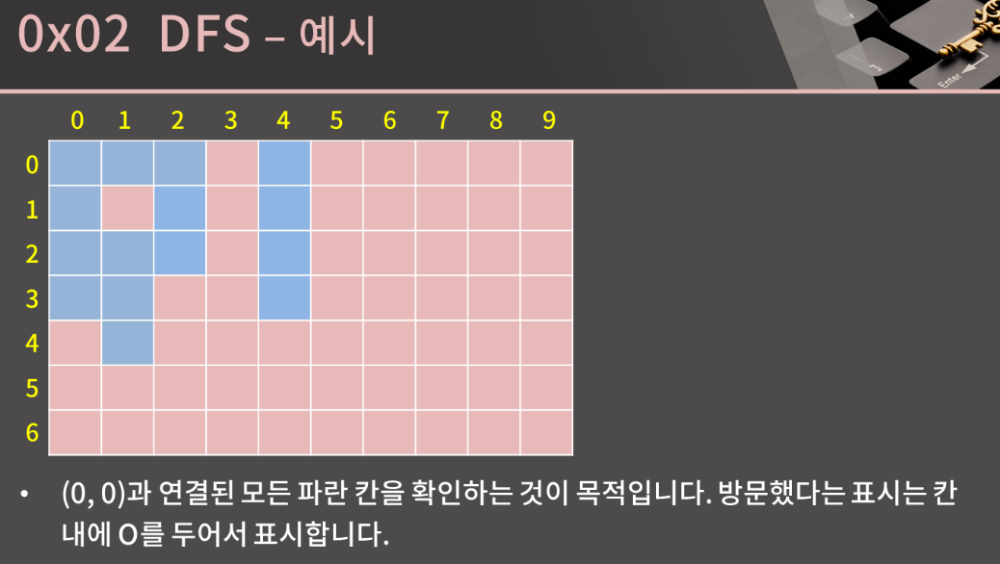 0x02 DFS – 예시
0 1 2 3 4 5 6 7 8 9
0
1
2
3
4
5
6
• (0, 0)과 연결된 모든 파란 칸을 확인하는 것이 목적입니다. 방문했다는 표시는 칸
내에 O를 두어서 표시합니다.
Enter